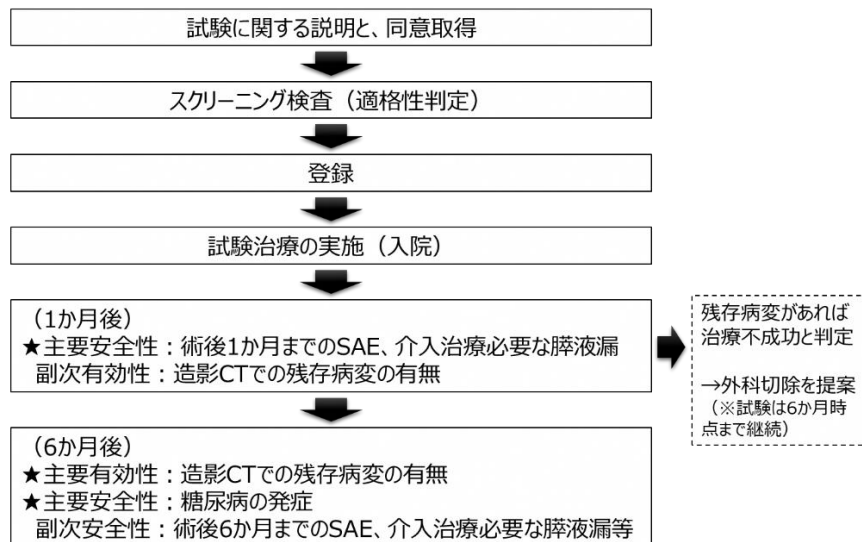 試験に関する説明と、同意取得
スクリーニング検査（適格性判定）
登録
試験治療の実施（入院）
（1か月後）
★主要安全性：術後1か月までのSAE、介入治療必要な膵液漏
副次有効性：造影CTでの残存病変の有無
残存病変があれば
治療不成功と判定
→外科切除を提案
（※試験は6か月時
点まで継続）
（6か月後）
★主要有効性：造影CTでの残存病変の有無
★主要安全性：糖尿病の発症
副次安全性：術後6か月までのSAE、介入治療必要な膵液漏等